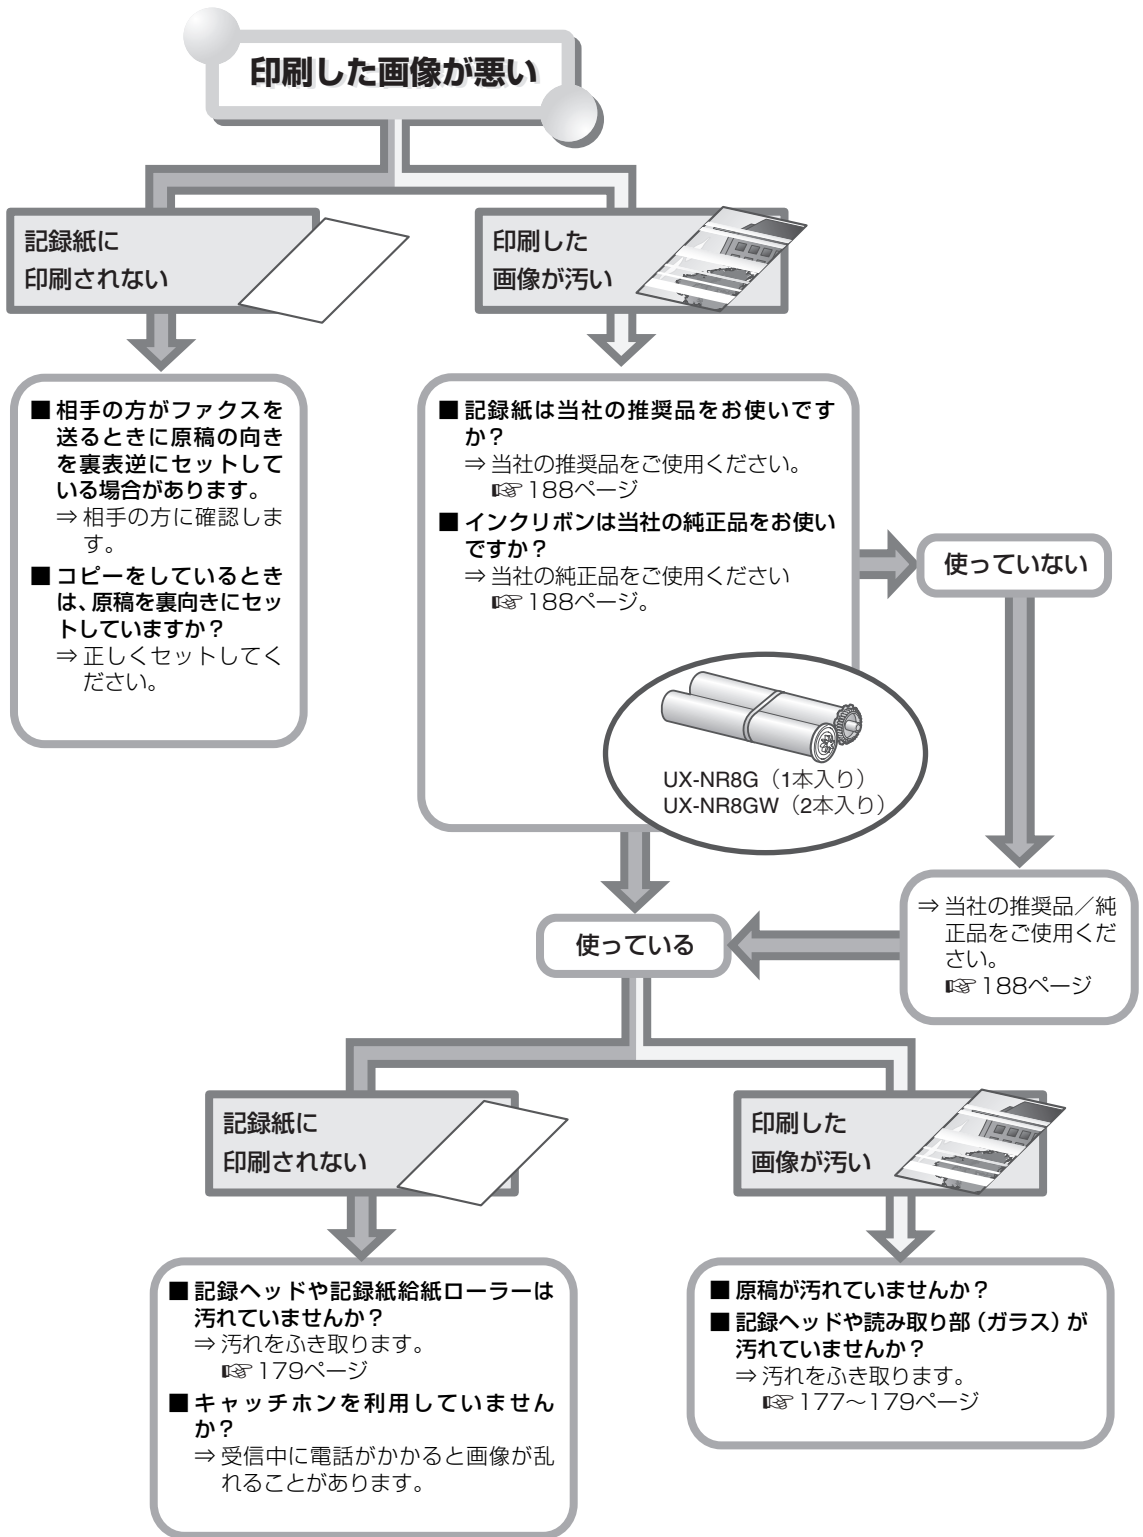 印刷した画像が悪い
記録紙に
印刷されない
印刷した
画像が汚い
■ 相手の方がファクスを
送るときに原稿の向き
を裏表逆にセットして
いる場合があります。
⇒ 相手の方に確認しま
す。
■ コピーをしているとき
は、原稿を裏向きにセッ
トしていますか？
⇒ 正しくセットしてく
ださい。
■ 記録紙は当社の推奨品をお使いです
か？
⇒ 当社の推奨品をご使用ください。
☞ 188ページ
■ インクリボンは当社の純正品をお使い
ですか？
⇒ 当社の純正品をご使用ください
☞ 188ページ。
UX-NR8G（1本入り）
UX-NR8GW（2本入り）
使っていない
⇒ 当社の推奨品／純
正品をご使用くだ
さい。
☞ 188ページ
使っている
記録紙に
印刷されない
印刷した
画像が汚い
■ 記録ヘッドや記録紙給紙ローラーは
汚れていませんか？
⇒ 汚れをふき取ります。
☞ 179ページ
■ キャッチホンを利用していません
か？
⇒ 受信中に電話がかかると画像が乱
れることがあります。
■ 原稿が汚れていませんか？
■ 記録ヘッドや読み取り部（ガラス）が
汚れていませんか？
⇒ 汚れをふき取ります。
☞ 177～179ページ